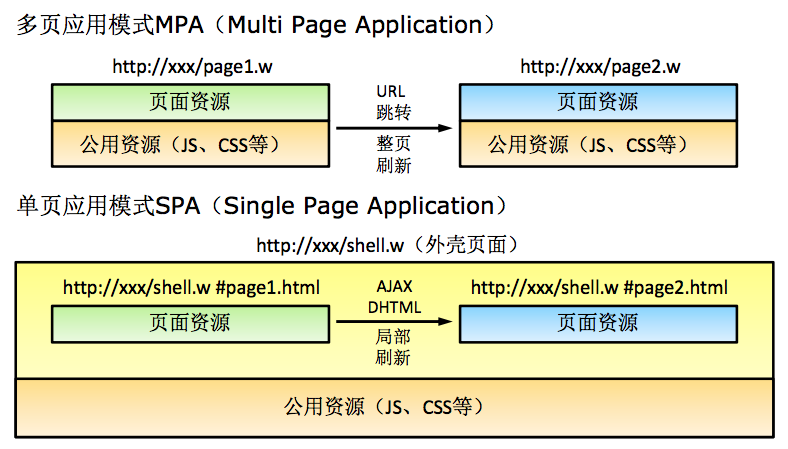 多页应用模式MPA（Multi Page Application）
http://xxx/page1.w
http://xxx/page2.w
页面资源
公用资源（JS、CSS等）
URL
跳转
整页
刷新
页面资源
公用资源（JS、CSS等）
单页应用模式SPA（Single Page Application）
http://xxx/shell.w（外壳页面）
http://xxx/shell.w #page1.html
http://xxx/shell.w #page2.html
页面资源
AJAX
DHTML
局部
刷新
页面资源
公用资源（JS、CSS等）